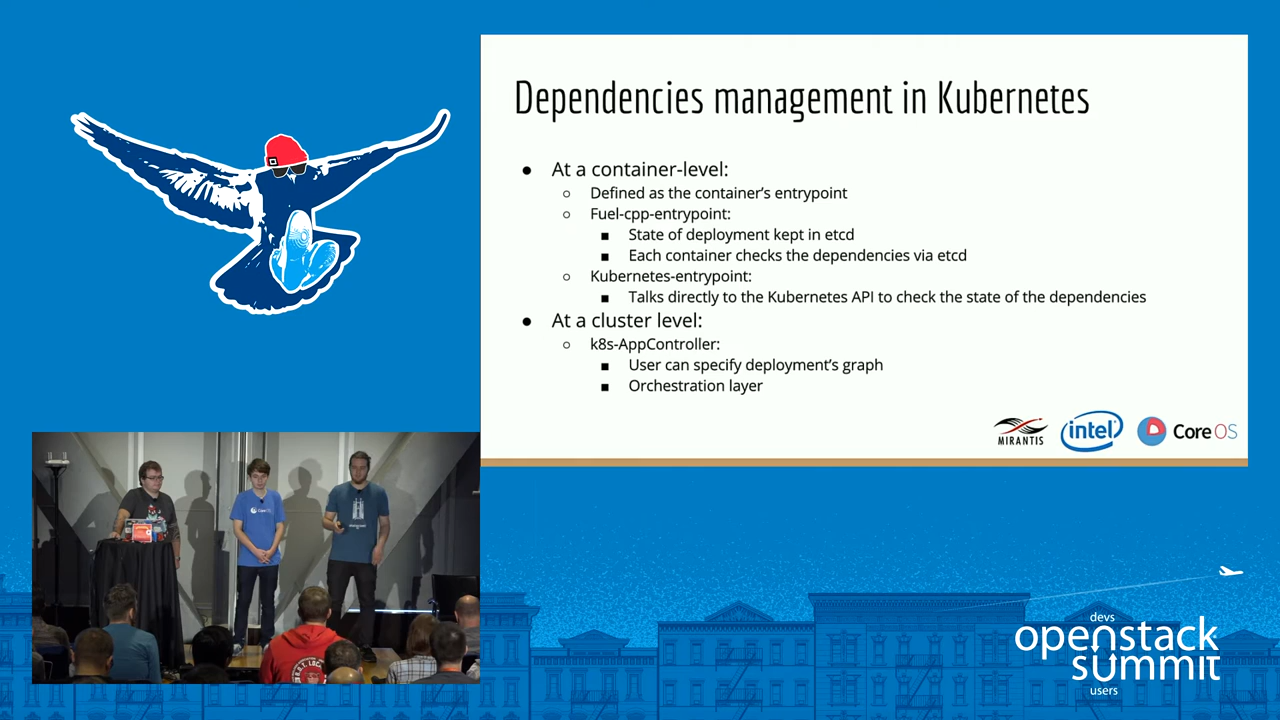 Dependencies management in Kubernetes
● At a container-level:
○ Defined as the container's entrypoint
○ Fuel-cpp-entrypoint:
■ State of deployment kept in etcd
■ Each container checks the dependencies via etcd
○ Kubernetes-entrypoint:
■ Talks directly to the Kubernetes API to check the state of the dependencies
● At a cluster level:
○ k8s-AppController:
■ User can specify deployment's graph
■ Orchestration layer
MIRANTIS
intel
CoreOS
CoreOS
devs
openstack
summit
users